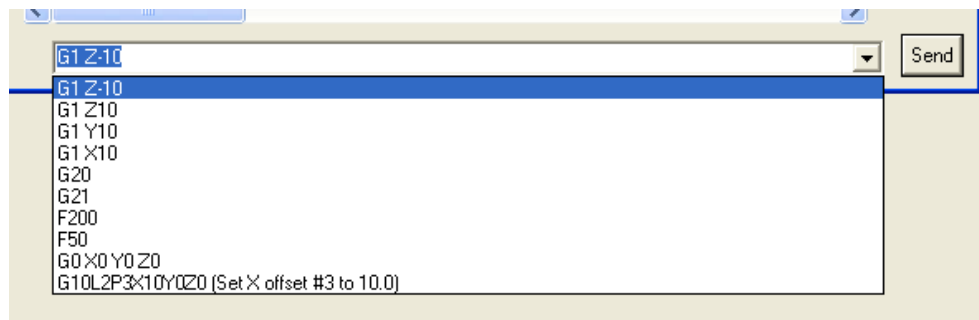 G1 Z-10
Send
G1 Z-10
G1 Z10
G1 Y10
G1 X10
G20
G21
F200
F50
G0 X0 Y0 Z0
G10L2P3X10Y0Z0 (Set X offset #3 to 10.0)